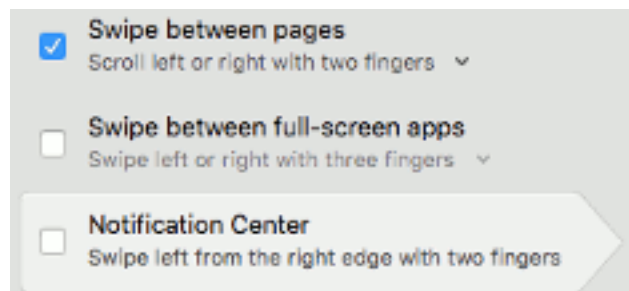 Swipe between pages
Scroll left or right with two fingers
Swipe between full-screen apps
Swipe left or right with three fingers
Notification Center
Swipe left from the right edge with two fingers